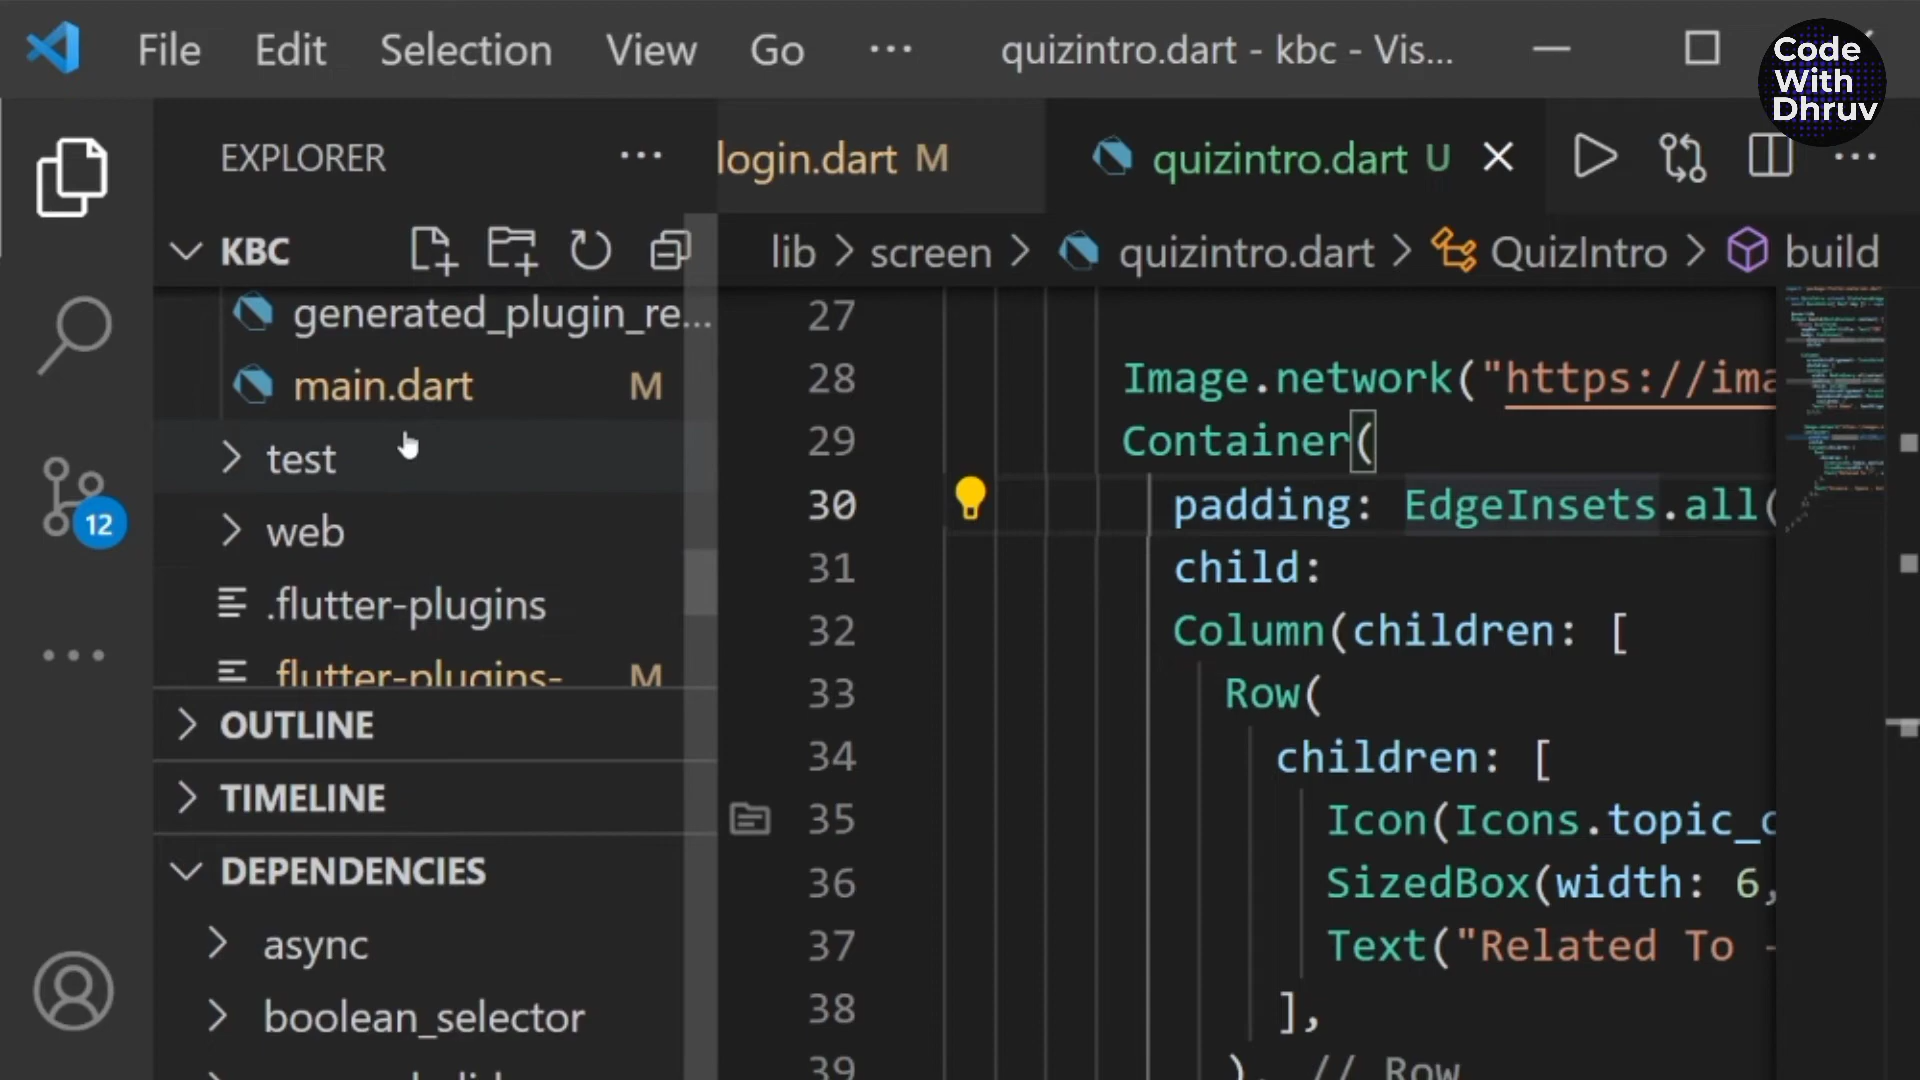 File Edit Selection View Go ... quizintro.dart - kbc - Vis...
Code
With
Dhruv
EXPLORER
login.dart M
quizintro.dart U
KBC
lib > screen > quizintro.dart > QuizIntro > build
generated_plugin_re...
main.dart M
test
web
.flutter-plugins
flutter-plugins- M
OUTLINE
TIMELINE
DEPENDENCIES
async
boolean_selector
12
27
28 Image.network("https://ima
29 Container(
30 padding: EdgeInsets.all(
31 child:
32 Column(children: [
33 Row(
34 children: [
35 Icon(Icons.topic_
36 SizedBox(width: 6,
37 Text("Related To -
38 ],
39 ), // Row